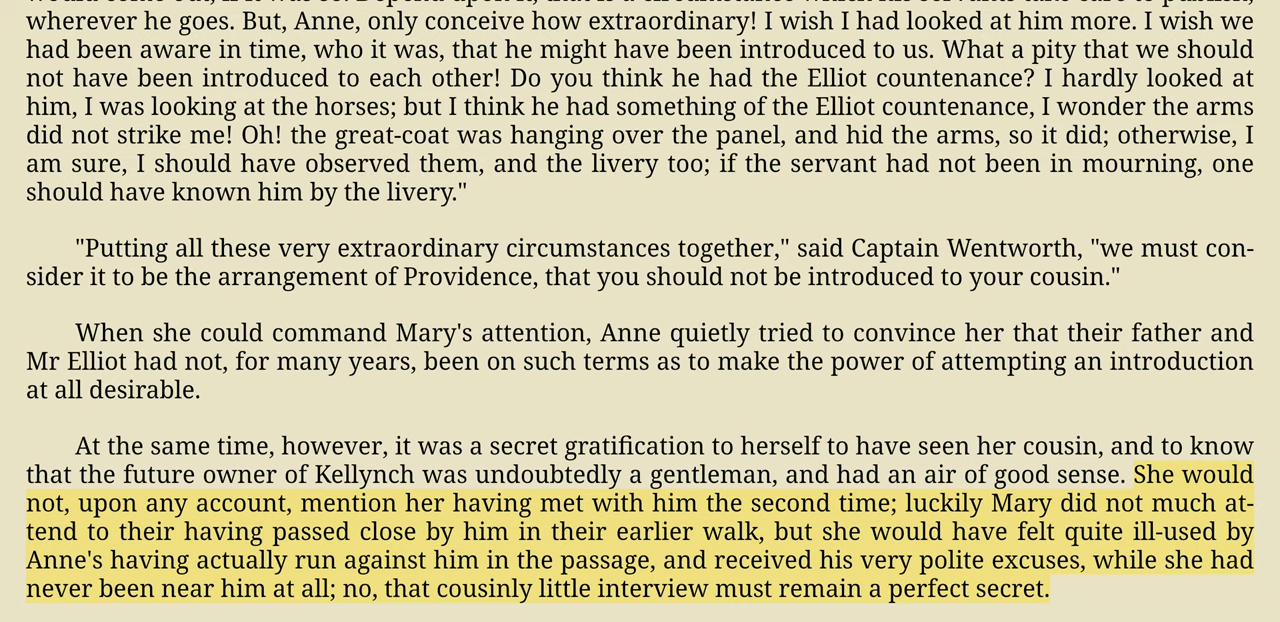 wherever he goes. But, Anne, only conceive how extraordinary! I wish I had looked at him more. I wish we
had been aware in time, who it was, that he might have been introduced to us. What a pity that we should
not have been introduced to each other! Do you think he had the Elliot countenance? I hardly looked at
him, I was looking at the horses; but I think he had something of the Elliot countenance, I wonder the arms
did not strike me! Oh! the great-coat was hanging over the panel, and hid the arms, so it did; otherwise, I
am sure, I should have observed them, and the livery too; if the servant had not been in mourning, one
should have known him by the livery."
"Putting all these very extraordinary circumstances together," said Captain Wentworth, "we must con-
sider it to be the arrangement of Providence, that you should not be introduced to your cousin."
When she could command Mary's attention, Anne quietly tried to convince her that their father and
Mr Elliot had not, for many years, been on such terms as to make the power of attempting an introduction
at all desirable.
At the same time, however, it was a secret gratification to herself to have seen her cousin, and to know
that the future owner of Kellynch was undoubtedly a gentleman, and had an air of good sense. She would
not, upon any account, mention her having met with him the second time; luckily Mary did not much at-
tend to their having passed close by him in their earlier walk, but she would have felt quite ill-used by
Anne's having actually run against him in the passage, and received his very polite excuses, while she had
never been near him at all; no, that cousinly little interview must remain a perfect secret.